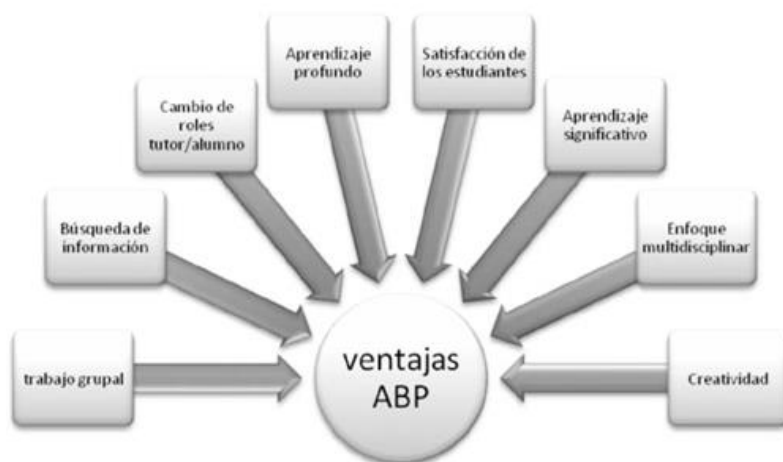 Aprendizaje
profundo
Satisfacción de
los estudiantes
Cambio de
roles
tutor/alumno
Aprendizaje
significativo
Búsqueda de
información
Enfoque
multidisciplinar
trabajo grupal
ventajas
ABP
Creatividad